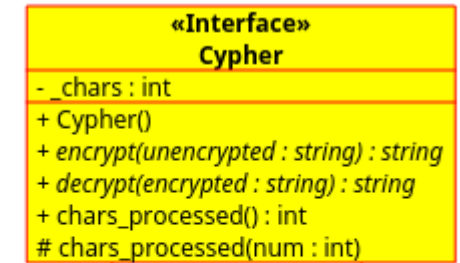 «Interface»
Cypher
- _chars : int
+ Cypher()
+ encrypt(unencrypted : string) : string
+ decrypt(encrypted : string) : string
+ chars_processed() : int
# chars_processed(num : int)